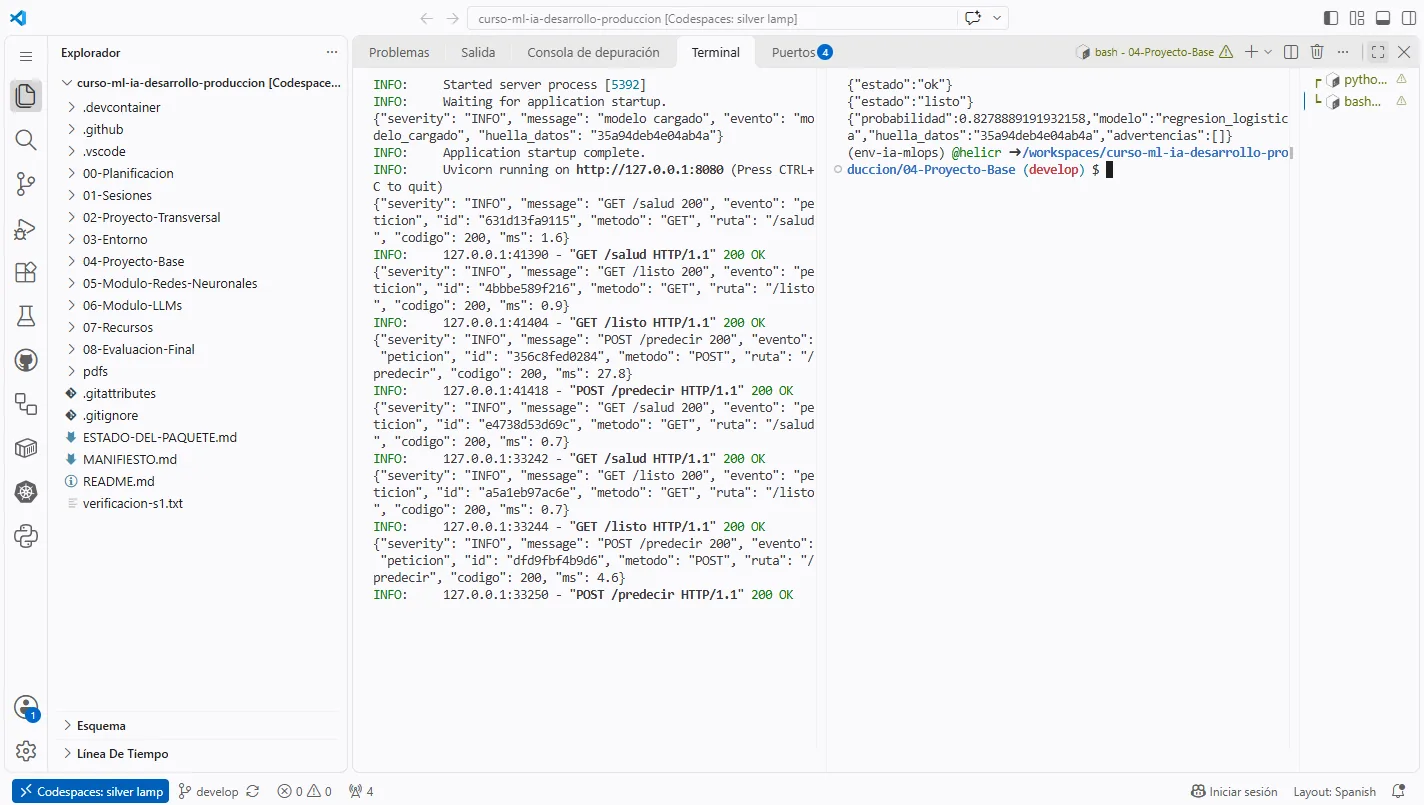 curso-ml-ia-desarrollo-produccion [Codespaces: silver lamp]
Explorador
curso-ml-ia-desarrollo-produccion [Codespace...
.devcontainer
.github
.vscode
00-Planificacion
01-Sesiones
02-Proyecto-Transversal
03-Entorno
04-Proyecto-Base
05-Modulo-Redes-Neuronales
06-Modulo-LLMs
07-Recursos
08-Evaluacion-Final
pdfs
.gitattributes
.gitignore
ESTADO-DEL-PAQUETE.md
MANIFIESTO.md
README.md
verificacion-s1.txt
Esquema
Línea De Tiempo
1
Problemas
Salida
Consola de depuración
Terminal
Puertos 4
bash - 04-Proyecto-Base
INFO:     Started server process [5392]
INFO:     Waiting for application startup.
{"severity": "INFO", "message": "modelo cargado", "evento": "mo
delo_cargado", "huella_datos": "35a94deb4e04ab4a"}
INFO:     Application startup complete.
INFO:     Uvicorn running on http://127.0.0.1:8080 (Press CTRL+
C to quit)
{"severity": "INFO", "message": "GET /salud 200", "evento": "pe
ticion", "id": "631d13fa9115", "metodo": "GET", "ruta": "/salud
", "codigo": 200, "ms": 1.6}
INFO:     127.0.0.1:41390 - "GET /salud HTTP/1.1" 200 OK
{"severity": "INFO", "message": "GET /listo 200", "evento": "pe
ticion", "id": "4bbbe589f216", "metodo": "GET", "ruta": "/listo
", "codigo": 200, "ms": 0.9}
INFO:     127.0.0.1:41404 - "GET /listo HTTP/1.1" 200 OK
{"severity": "INFO", "message": "POST /predecir 200", "evento":
 "peticion", "id": "356c8fed0284", "metodo": "POST", "ruta": "/
predecir", "codigo": 200, "ms": 27.8}
INFO:     127.0.0.1:41418 - "POST /predecir HTTP/1.1" 200 OK
{"severity": "INFO", "message": "GET /salud 200", "evento": "pe
ticion", "id": "e4738d53d69c", "metodo": "GET", "ruta": "/salud
", "codigo": 200, "ms": 0.7}
INFO:     127.0.0.1:33242 - "GET /salud HTTP/1.1" 200 OK
{"severity": "INFO", "message": "GET /listo 200", "evento": "pe
ticion", "id": "a5a1eb97ac6e", "metodo": "GET", "ruta": "/listo
", "codigo": 200, "ms": 0.7}
INFO:     127.0.0.1:33244 - "GET /listo HTTP/1.1" 200 OK
{"severity": "INFO", "message": "POST /predecir 200", "evento":
 "peticion", "id": "dfd9fbf4b9d6", "metodo": "POST", "ruta": "/
predecir", "codigo": 200, "ms": 4.6}
INFO:     127.0.0.1:33250 - "POST /predecir HTTP/1.1" 200 OK
{"estado":"ok"}
{"estado":"listo"}
{"probabilidad":0.8278889191932158,"modelo":"regresion_logistic
a","huella_datos":"35a94deb4e04ab4a","advertencias":[]}
(env-ia-mlops) @helicr ➜/workspaces/curso-ml-ia-desarrollo-pro
duccion/04-Proyecto-Base (develop) $
pytho...
bash...
Codespaces: silver lamp
develop
0
0
4
Iniciar sesión
Layout: Spanish